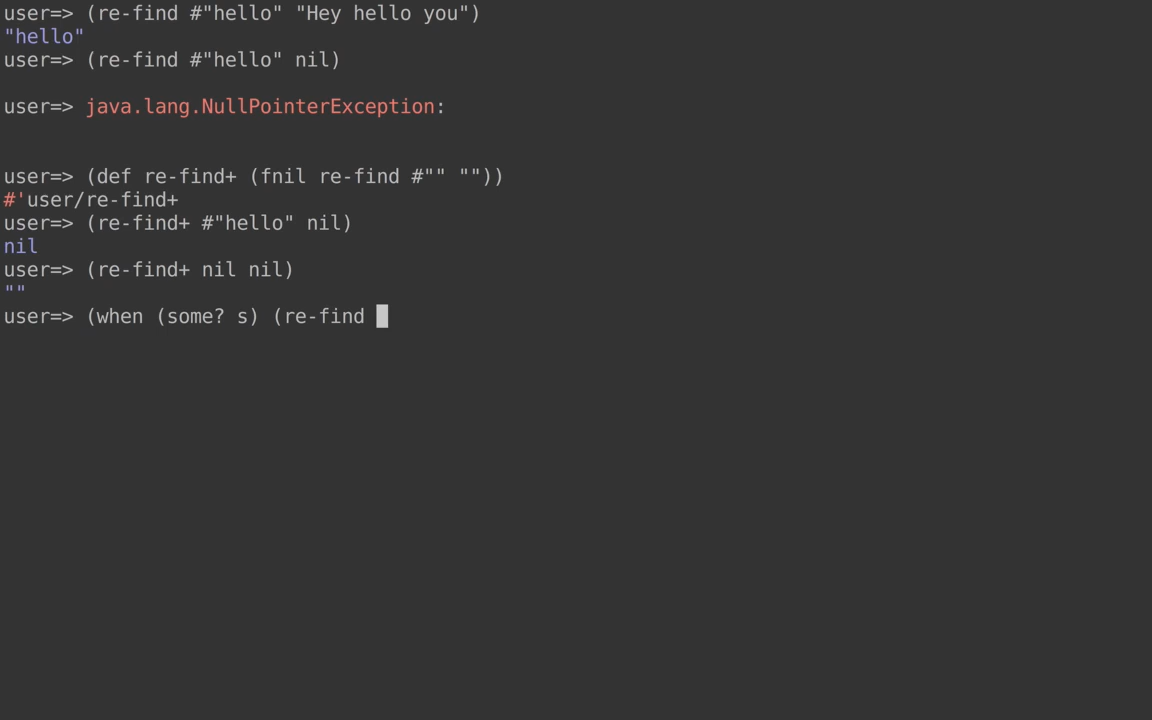 user=> (re-find #"hello" "Hey hello you")
"hello"
user=> (re-find #"hello" nil)
user=> java.lang.NullPointerException:
user=> (def re-find+ (fnil re-find #"" ""))
#'user/re-find+
user=> (re-find+ #"hello" nil)
nil
user=> (re-find+ nil nil)
""
user=> (when (some? s) (re-find